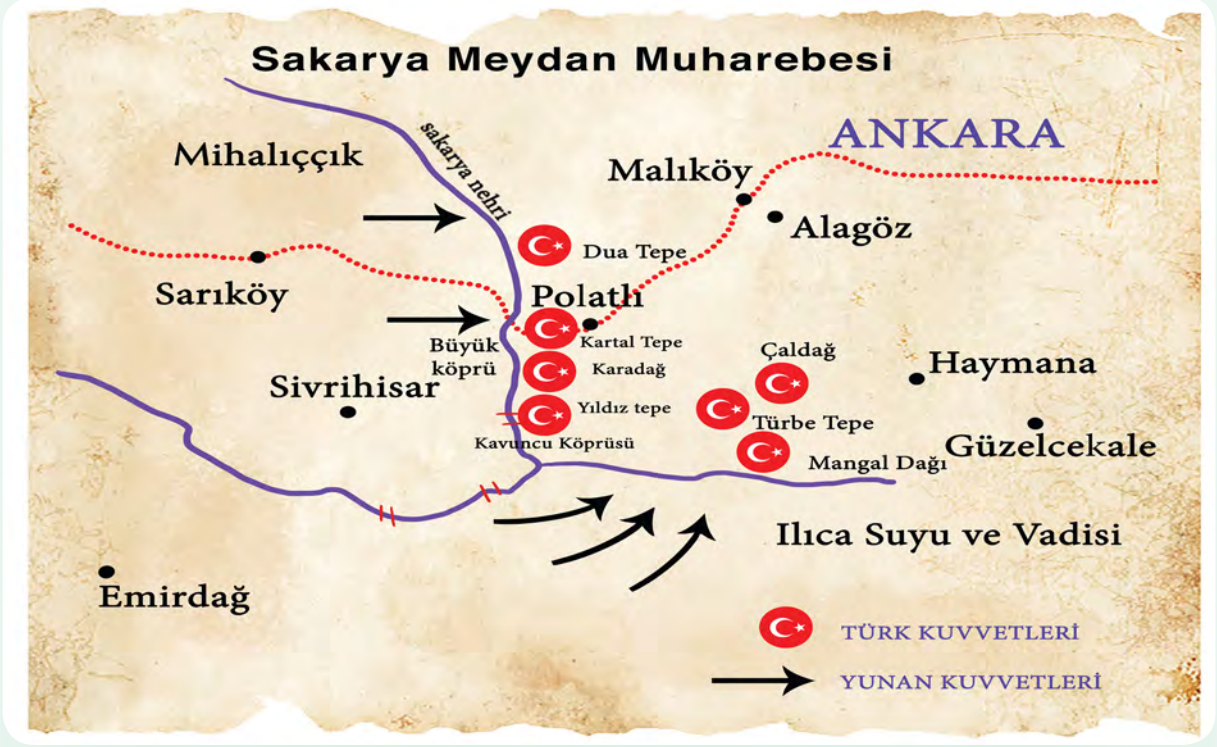 Sakarya Meydan Muharebesi
ANKARA
Mihalıççık
sakarya nehri
Malıköy
Alagöz
Dua Tepe
Sarıköy
Polatlı
Büyük
köprü
Kartal Tepe
Çaldağ
Karadağ
Haymana
Sivrihisar
Yıldız tepe
Türbe Tepe
Kavuncu Köprüsü
Güzelcekale
Mangal Dağı
Ilıca Suyu ve Vadisi
Emirdağ
TÜRK KUVVETLERİ
YUNAN KUVVETLERİ